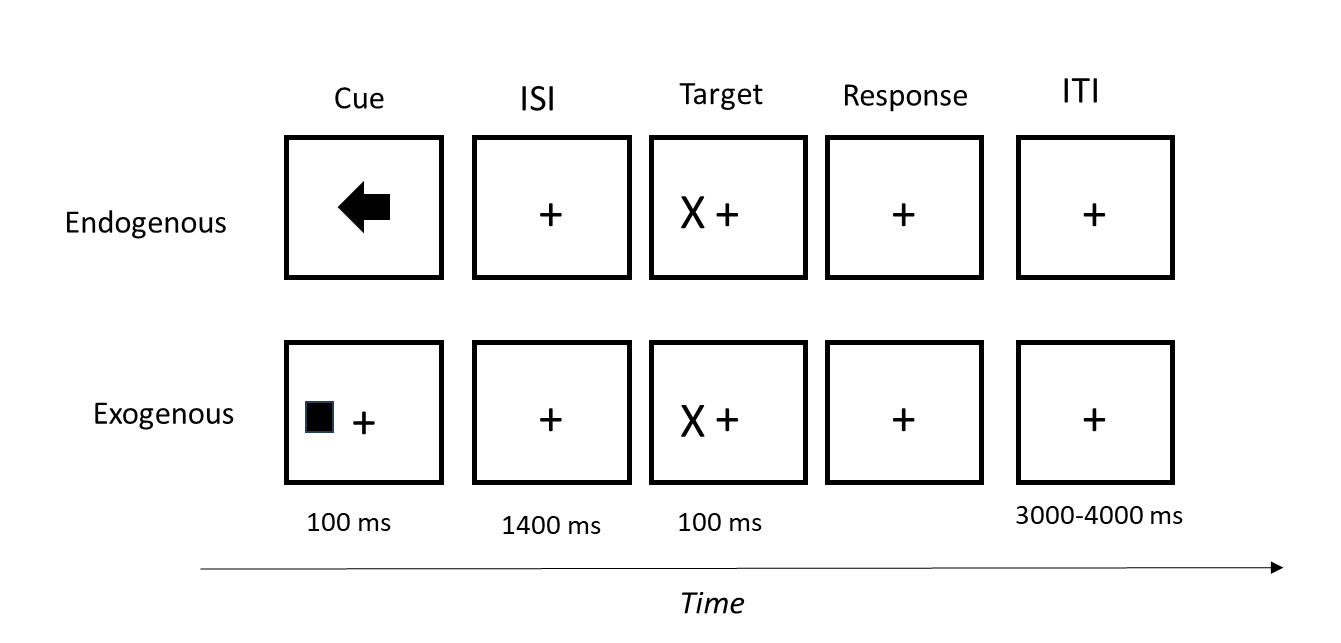 Cue ISI Target Response ITI
Endogenous + X + + +
Exogenous + + X + + +
100 ms 1400 ms 100 ms 3000-4000 ms
Time